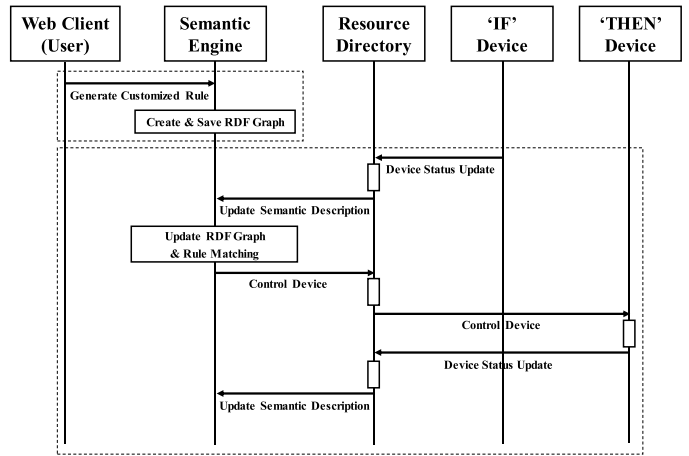 Web Client
(User)
Semantic
Engine
Resource
Directory
‘IF’
Device
‘THEN’
Device
Generate Customized Rule
Create & Save RDF Graph
Device Status Update
Update Semantic Description
Update RDF Graph
& Rule Matching
Control Device
Control Device
Device Status Update
Update Semantic Description